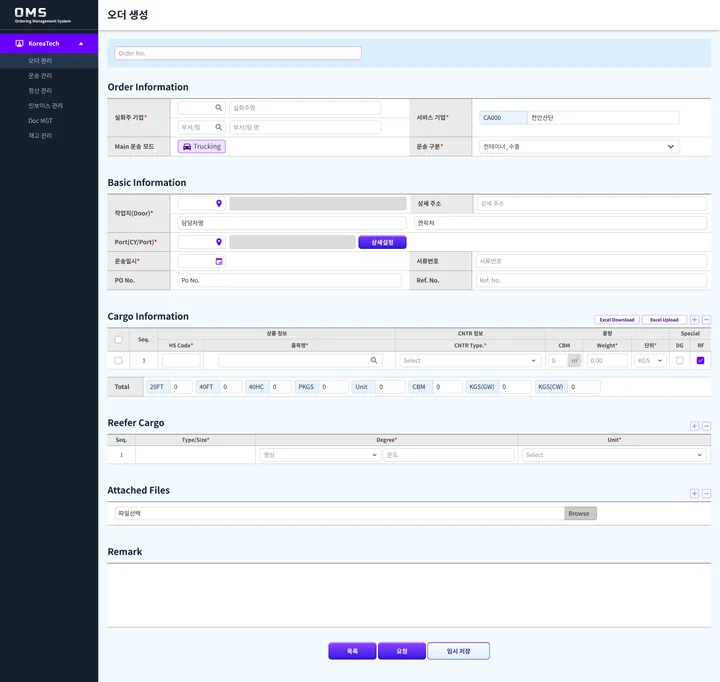 OMS
Ordering Management System
오더 생성
KoreaTech
오더 관리
운송 관리
정산 관리
인보이스 관리
Doc MGT
재고 관리
Order No.
Order Information
실화주 기업* 실화주명 서비스 기업* CA000 천안산단
부서/팀 부서/팀 명
Main 운송 모드 Trucking 운송 구분* 컨테이너_수출
Basic Information
작업지(Door)* 상세 주소 상세 주소
담당자명 연락처
Port(CY/Port)* 상세설정
운송일시* 서류번호 서류번호
PO No. Po No. Ref. No. Ref. No.
Cargo Information Excel Download Excel Upload
Seq. 상품 정보 CNTR 정보 중량 Special
HS Code* 품목명* CNTR Type.* CBM Weight* 단위* DG RF
1 Select 0 m² 0.00 KGS
Total 20FT 0 40FT 0 40HC 0 PKGS 0 Unit 0 CBM 0 KGS(GW) 0 KGS(CW) 0
Reefer Cargo
Seq. Type/Size* Degree* Unit*
1 영상 온도 Select
Attached Files
파일선택 Browse
Remark
목록 요청 임시 저장